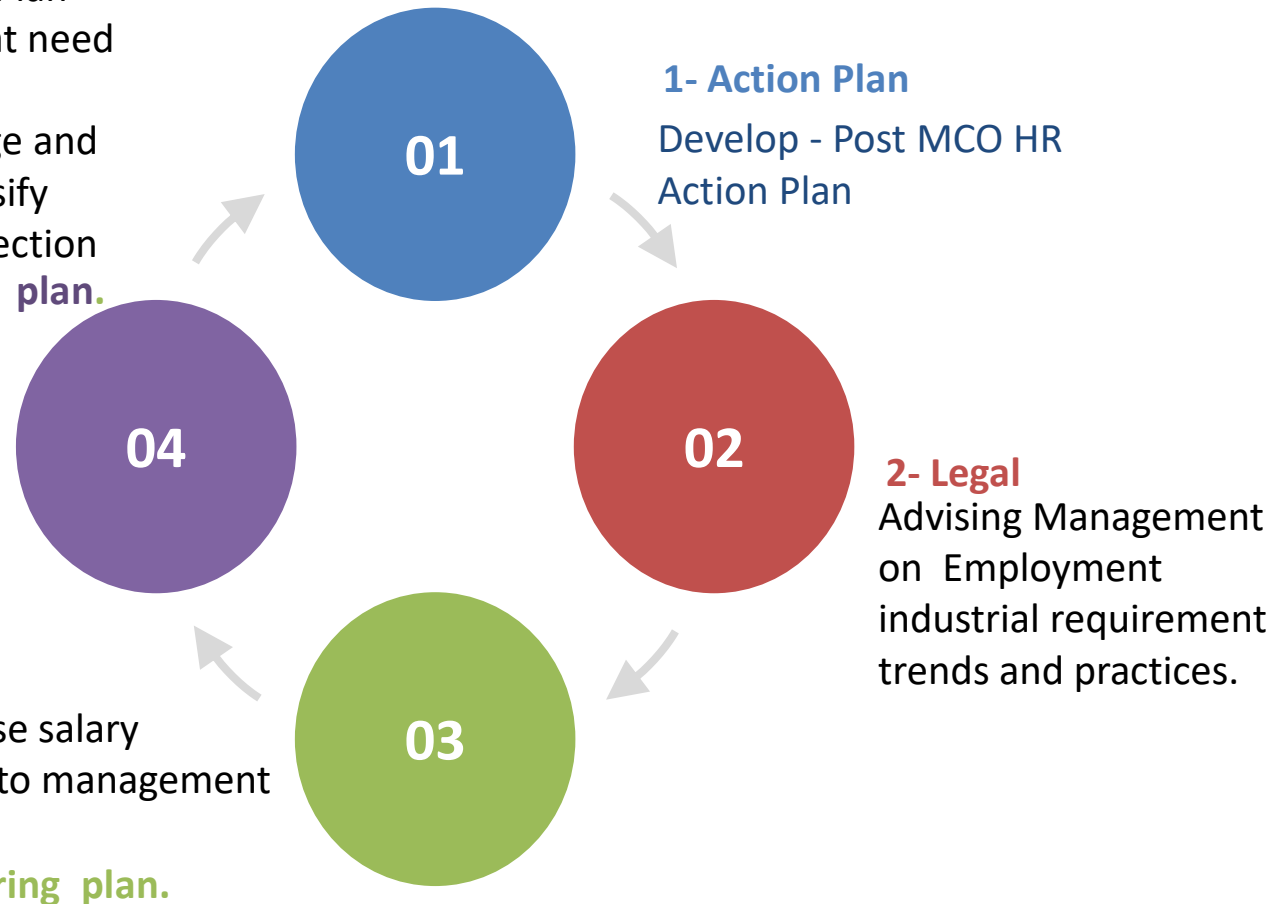 at need
ge and
sify
ection
plan.
01
1- Action Plan
Develop - Post MCO HR
Action Plan
04
02
2- Legal
Advising Management
on Employment
industrial requirement
trends and practices.
03
se salary
to management
ring plan.